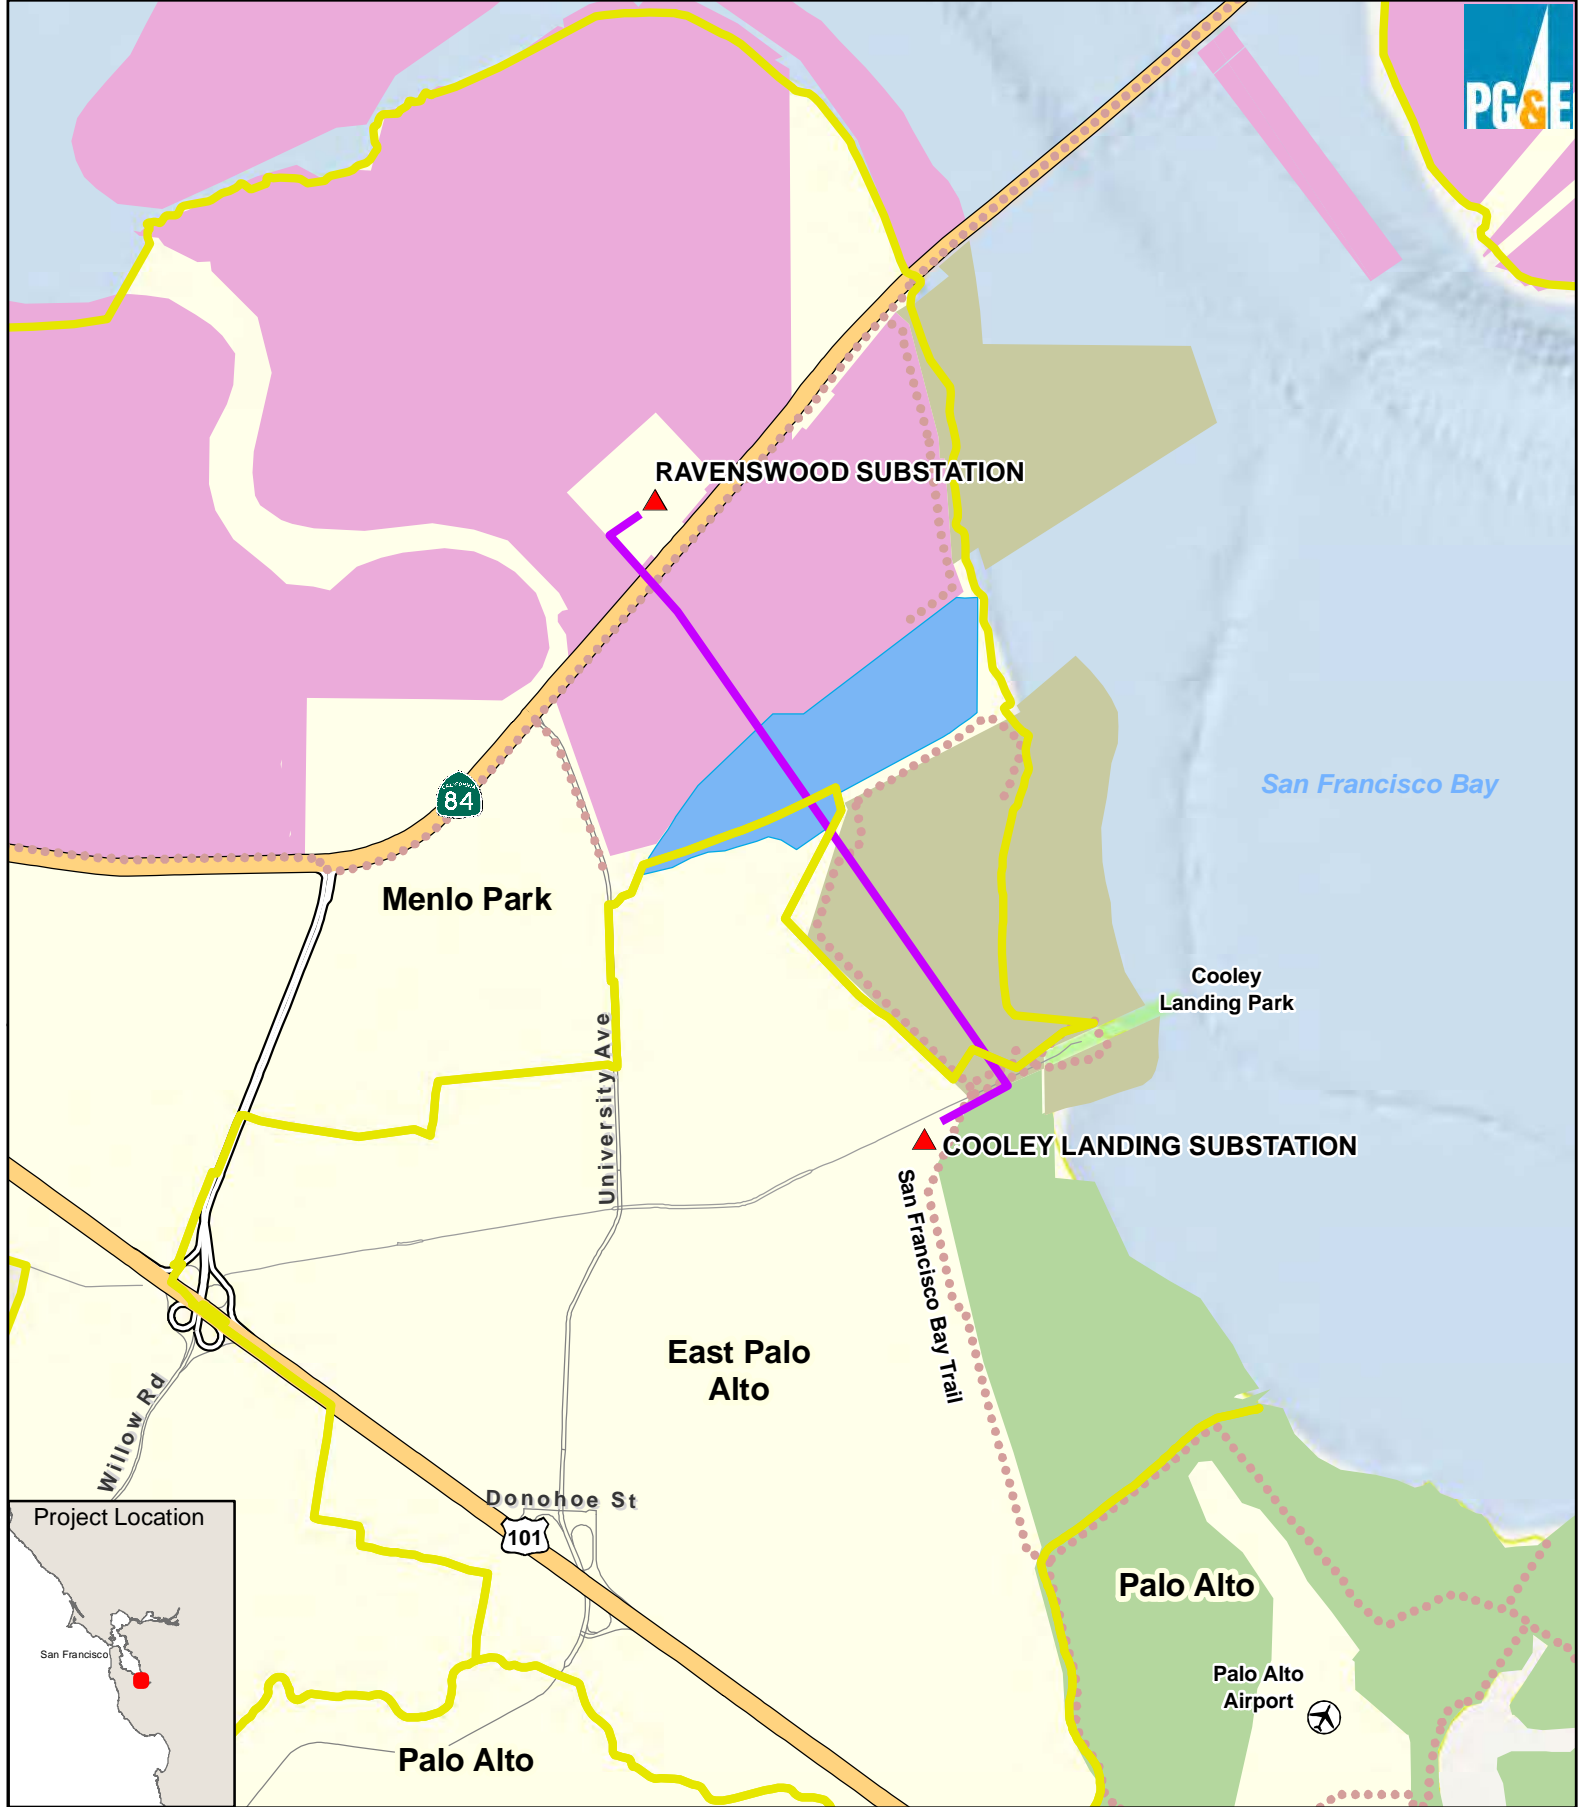 PG&E
RAVENSWOOD SUBSTATION
San Francisco Bay
CALIFORNIA
84
Menlo Park
Cooley
Landing Park
University Ave
COOLEY LANDING SUBSTATION
San Francisco Bay Trail
East Palo
Alto
Willow Rd
Donohoe St
101
Project Location
San Francisco
Palo Alto
Palo Alto
Airport
Palo Alto